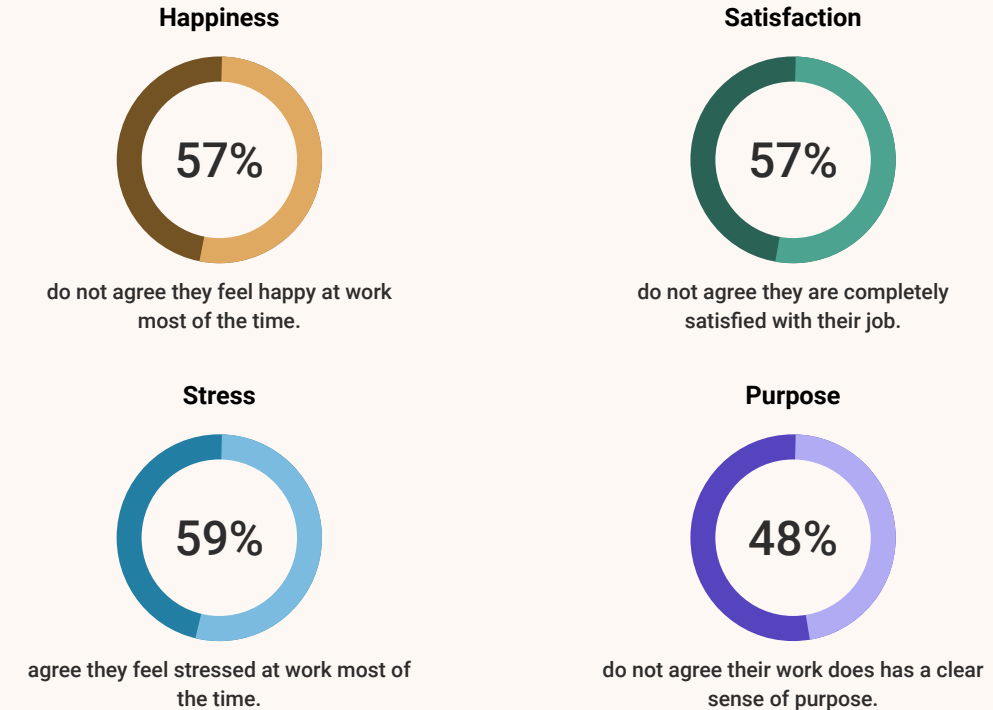 Happiness
57%
do not agree they feel happy at work
most of the time.
Satisfaction
57%
do not agree they are completely
satisfied with their job.
Stress
59%
agree they feel stressed at work most of
the time.
Purpose
48%
do not agree their work does has a clear
sense of purpose.